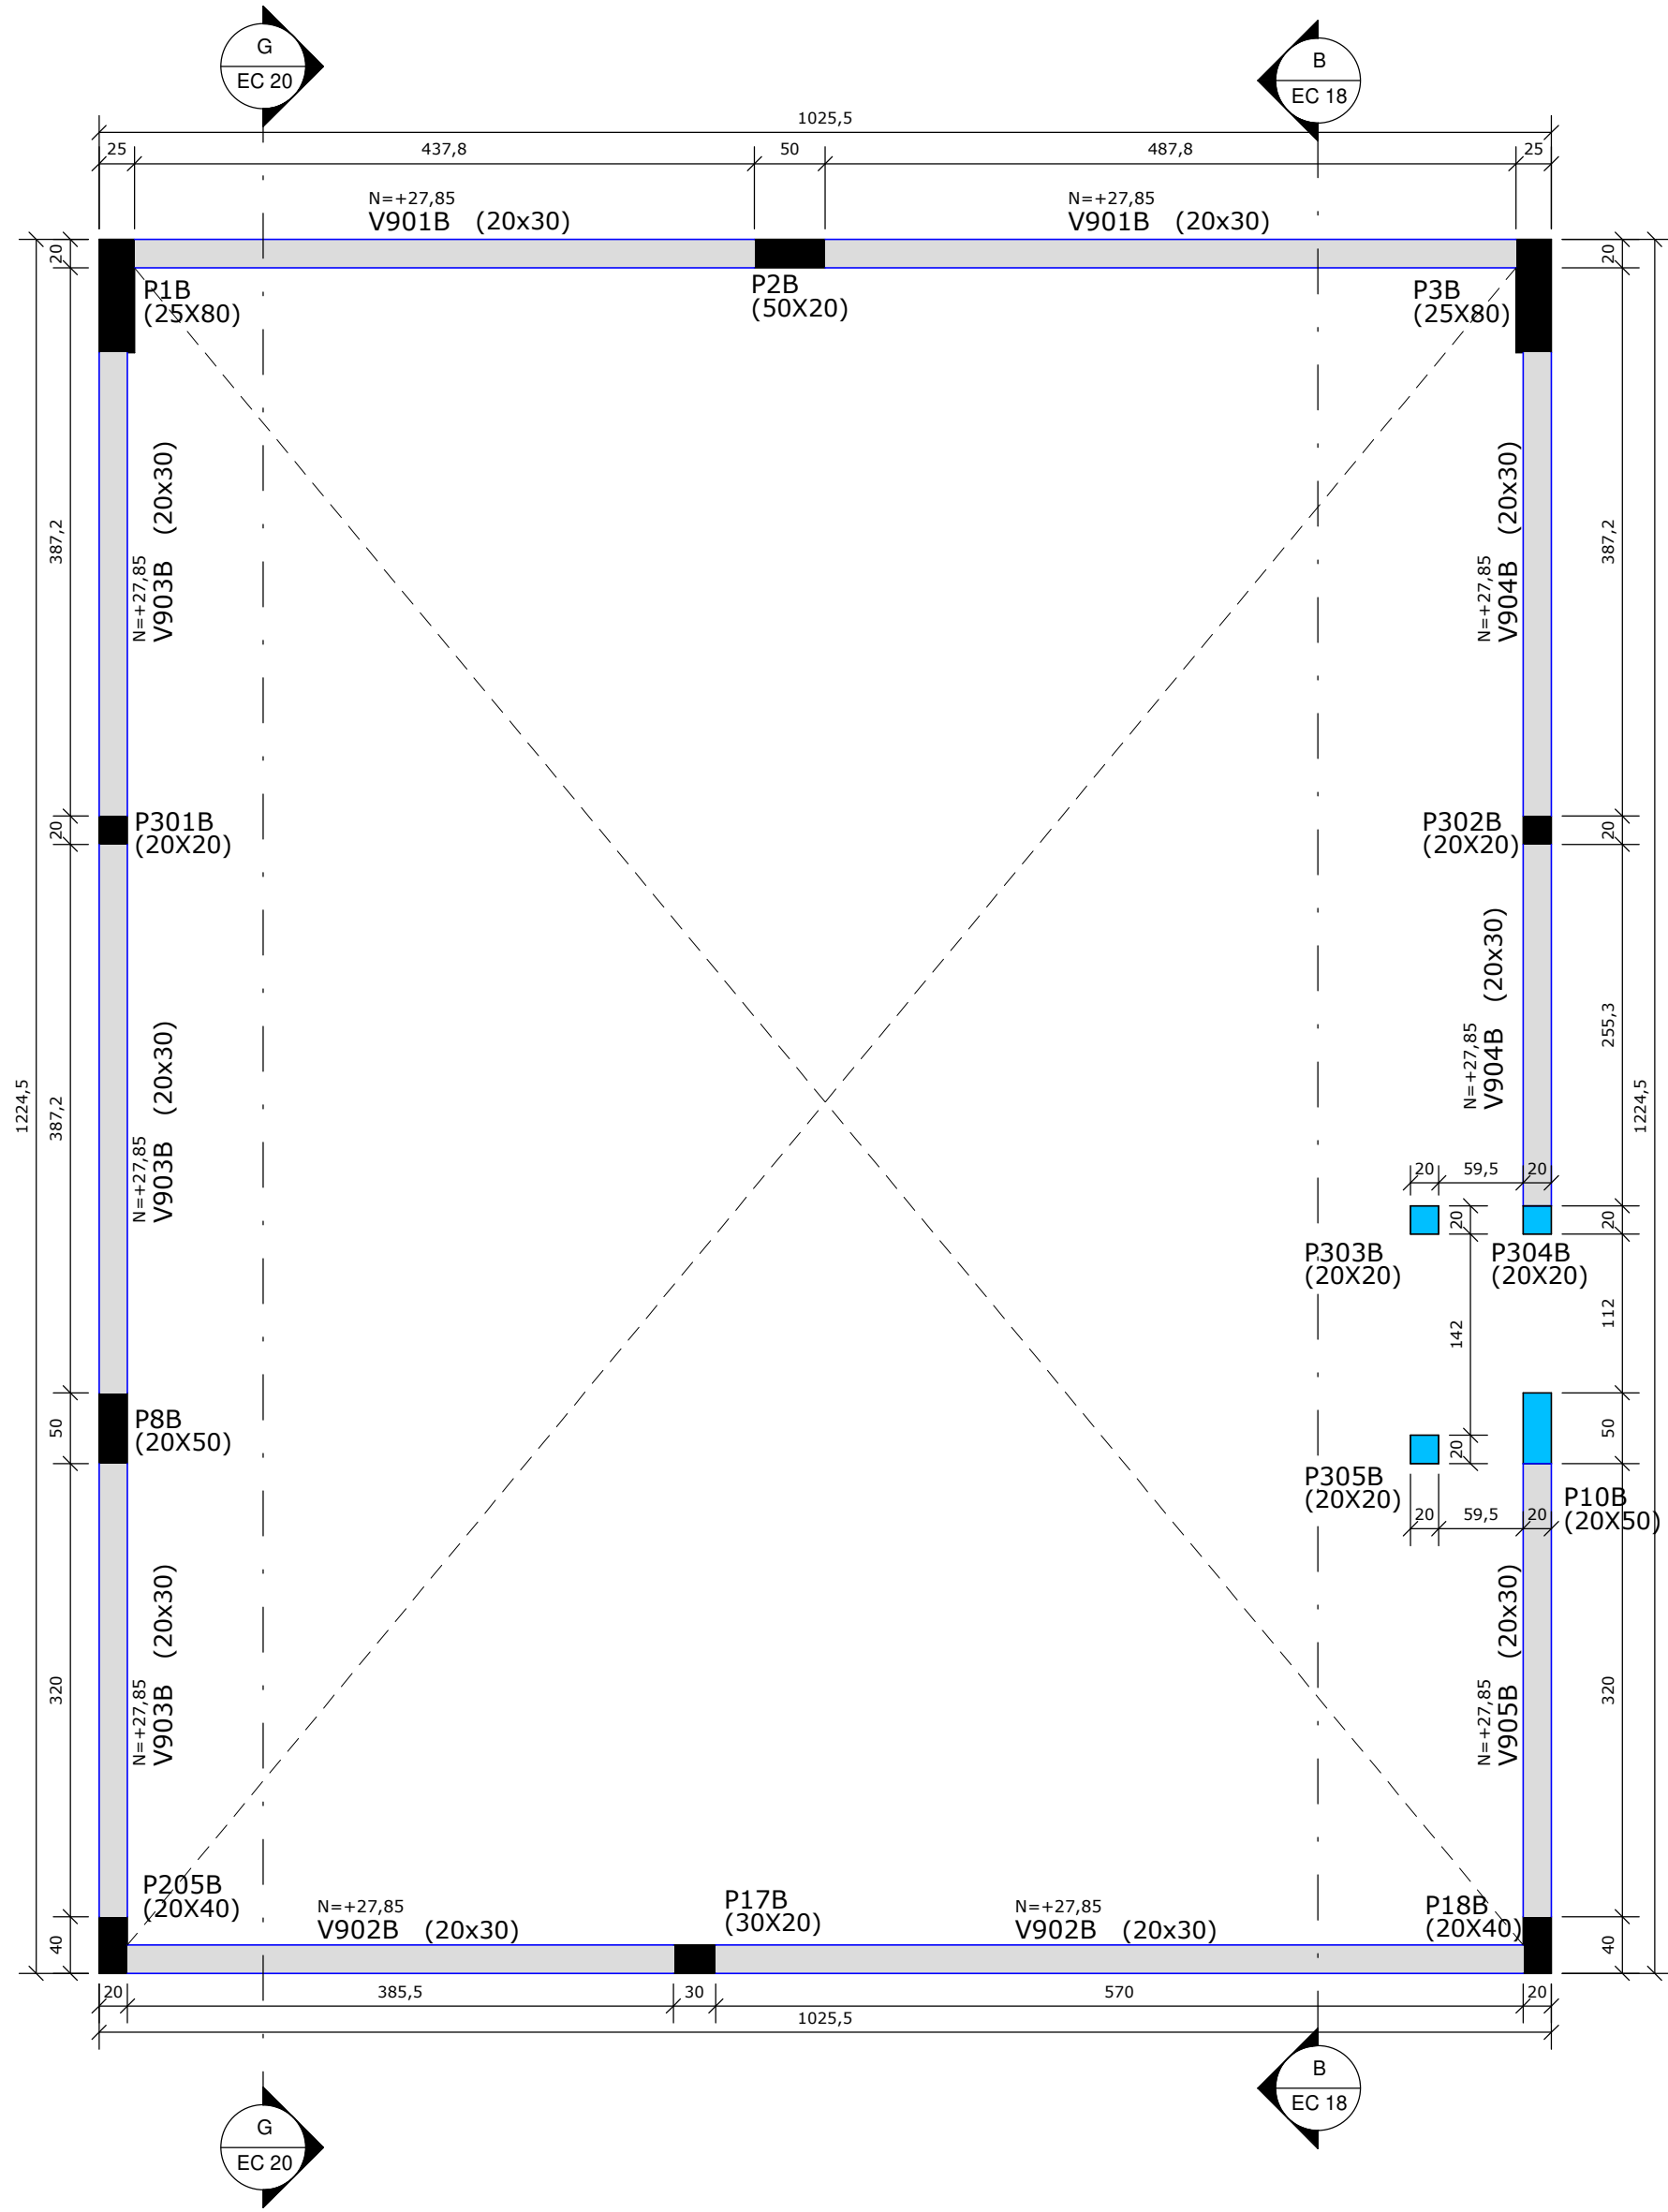 G
EC 20
B
EC 18
1025,5
25
437,8
50
487,8
25
N=+27,85
V901B (20x30)
N=+27,85
V901B (20x30)
20
20
P1B
(25X80)
P2B
(50X20)
P3B
(25X80)
387,2
N=+27,85
V903B (20x30)
N=+27,85
V904B (20x30)
387,2
20
P301B
(20X20)
P302B
(20X20)
20
1224,5
387,2
N=+27,85
V903B (20x30)
N=+27,85
V904B (20x30)
255,3
1224,5
20
59,5
20
20
20
P303B
(20X20)
P304B
(20X20)
142
112
50
P8B
(20X50)
20
50
P305B
(20X20)
P10B
(20X50)
20
59,5
20
320
N=+27,85
V903B (20x30)
N=+27,85
V905B (20x30)
320
P205B
(20X40)
N=+27,85
V902B (20x30)
P17B
(30X20)
N=+27,85
V902B (20x30)
P18B
(20X40)
40
40
20
385,5
30
570
20
1025,5
G
EC 20
B
EC 18